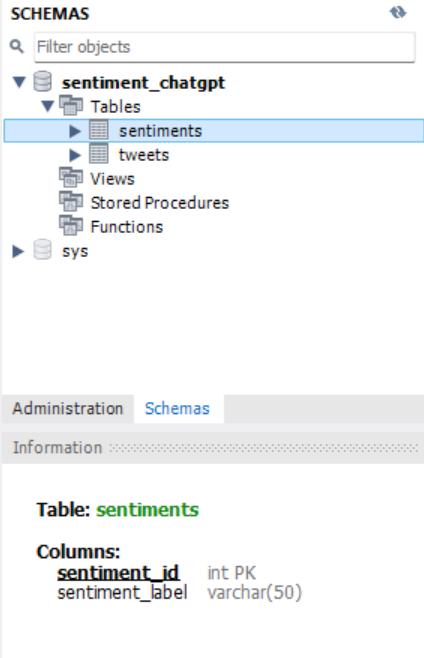 SCHEMAS
Filter objects
sentiment_chatgpt
Tables
sentiments
tweets
Views
Stored Procedures
Functions
sys
Administration Schemas
Information
Table: sentiments
Columns:
sentiment_id int PK
sentiment_label varchar(50)